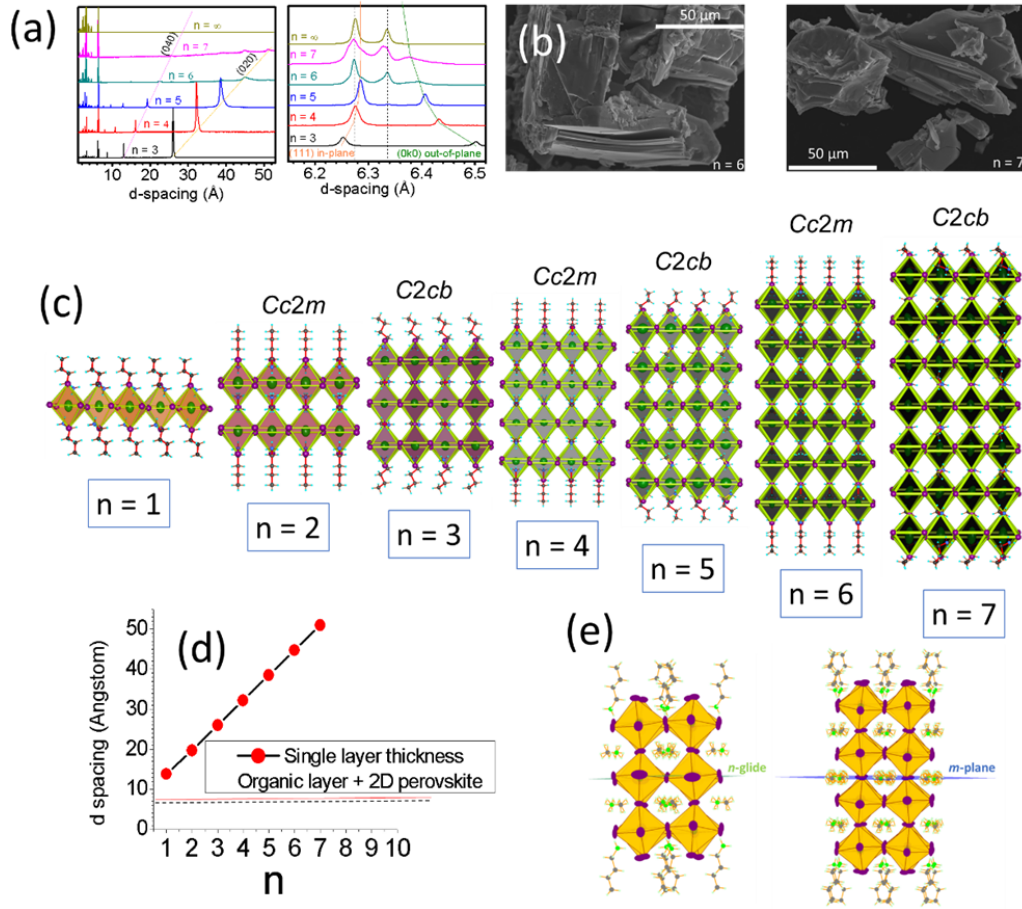 (a)
n = ∞
n = 7
n = 6
n = 5
n = 4
n = 3
(040)
(020)
10 20 30 40 50
d-spacing (Å)
n = ∞
n = 7
n = 6
n = 5
n = 4
n = 3
(111) in-plane
(0k0) out-of-plane
6.2 6.3 6.4 6.5
d-spacing (Å)
(b)
50 µm
n = 6
50 µm
n = 7
(c)
Cc2m
C2cb
Cc2m
C2cb
Cc2m
C2cb
n = 1
n = 2
n = 3
n = 4
n = 5
n = 6
n = 7
(d)
d spacing (Angstom)
50
40
30
20
10
0
Single layer thickness
Organic layer + 2D perovskite
1 2 3 4 5 6 7 8 9 10
n
(e)
n-glide
m-plane